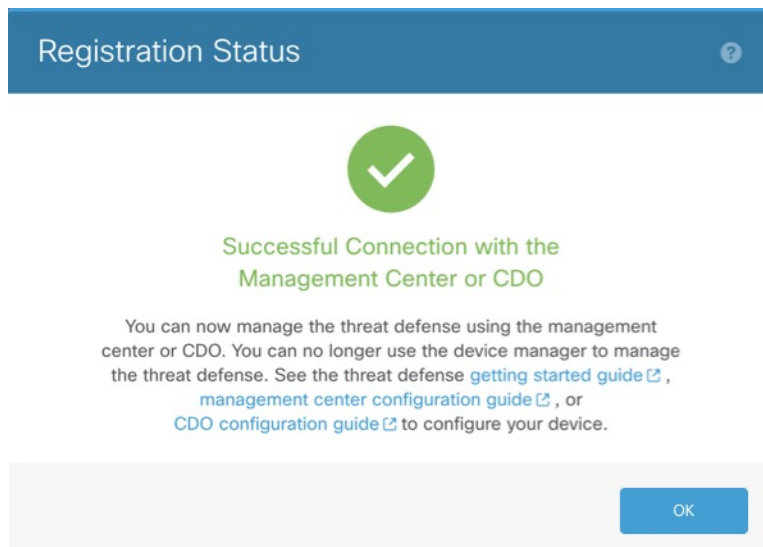 Registration Status
?
Successful Connection with the
Management Center or CDO
You can now manage the threat defense using the management
center or CDO. You can no longer use the device manager to manage
the threat defense. See the threat defense getting started guide ,
management center configuration guide , or
CDO configuration guide to configure your device.
OK